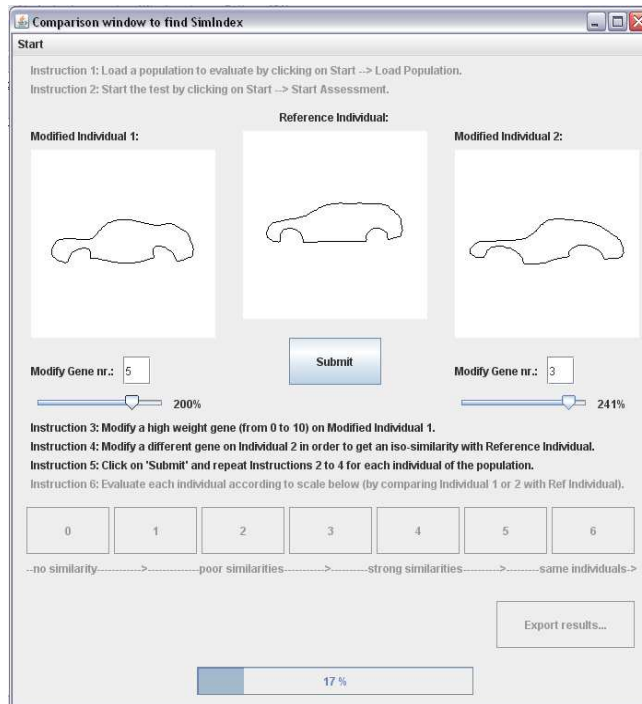 Comparison window to find SimIndex
Start
Instruction 1: Load a population to evaluate by clicking on Start --> Load Population.
Instruction 2: Start the test by clicking on Start --> Start Assessment.
Reference Individual:
Modified Individual 1:
Modified Individual 2:
Submit
Modify Gene nr.: 5
Modify Gene nr.: 3
200%
241%
Instruction 3: Modify a high weight gene (from 0 to 10) on Modified Individual 1.
Instruction 4: Modify a different gene on Individual 2 in order to get an iso-similarity with Reference Individual.
Instruction 5: Click on 'Submit' and repeat Instructions 2 to 4 for each individual of the population.
Instruction 6: Evaluate each individual according to scale below (by comparing Individual 1 or 2 with Ref Individual).
0 1 2 3 4 5 6
--no similarity----------->-------------poor similarities----------->---------strong similarities--------->--------same individuals->
Export results...
17 %